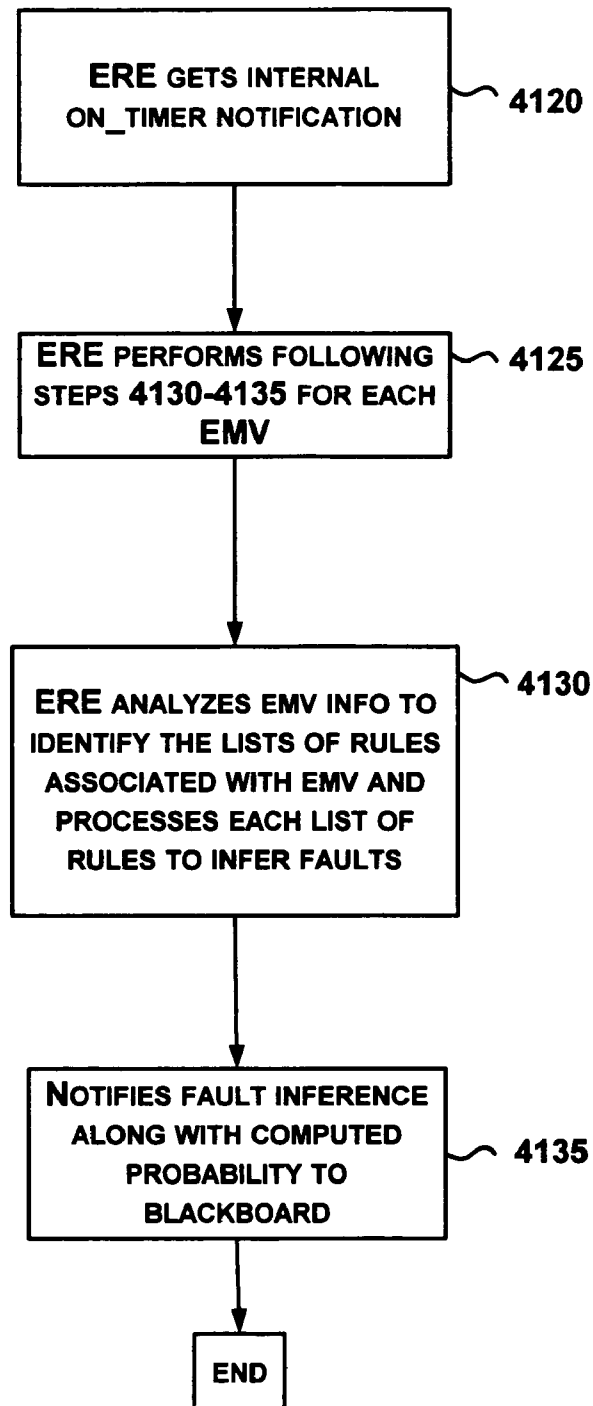 ERE GETS INTERNAL
ON_TIMER NOTIFICATION
4120
ERE PERFORMS FOLLOWING
STEPS 4130-4135 FOR EACH
EMV
4125
ERE ANALYZES EMV INFO TO
IDENTIFY THE LISTS OF RULES
ASSOCIATED WITH EMV AND
PROCESSES EACH LIST OF
RULES TO INFER FAULTS
4130
NOTIFIES FAULT INFERENCE
ALONG WITH COMPUTED
PROBABILITY TO
BLACKBOARD
4135
END